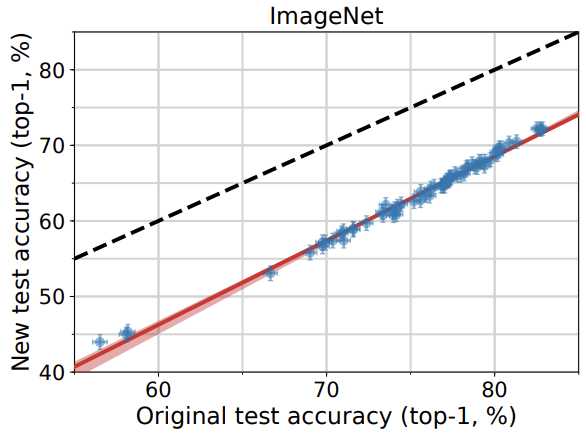 ImageNet
New test accuracy (top-1, %)
80
70
60
50
40
60 70 80
Original test accuracy (top-1, %)